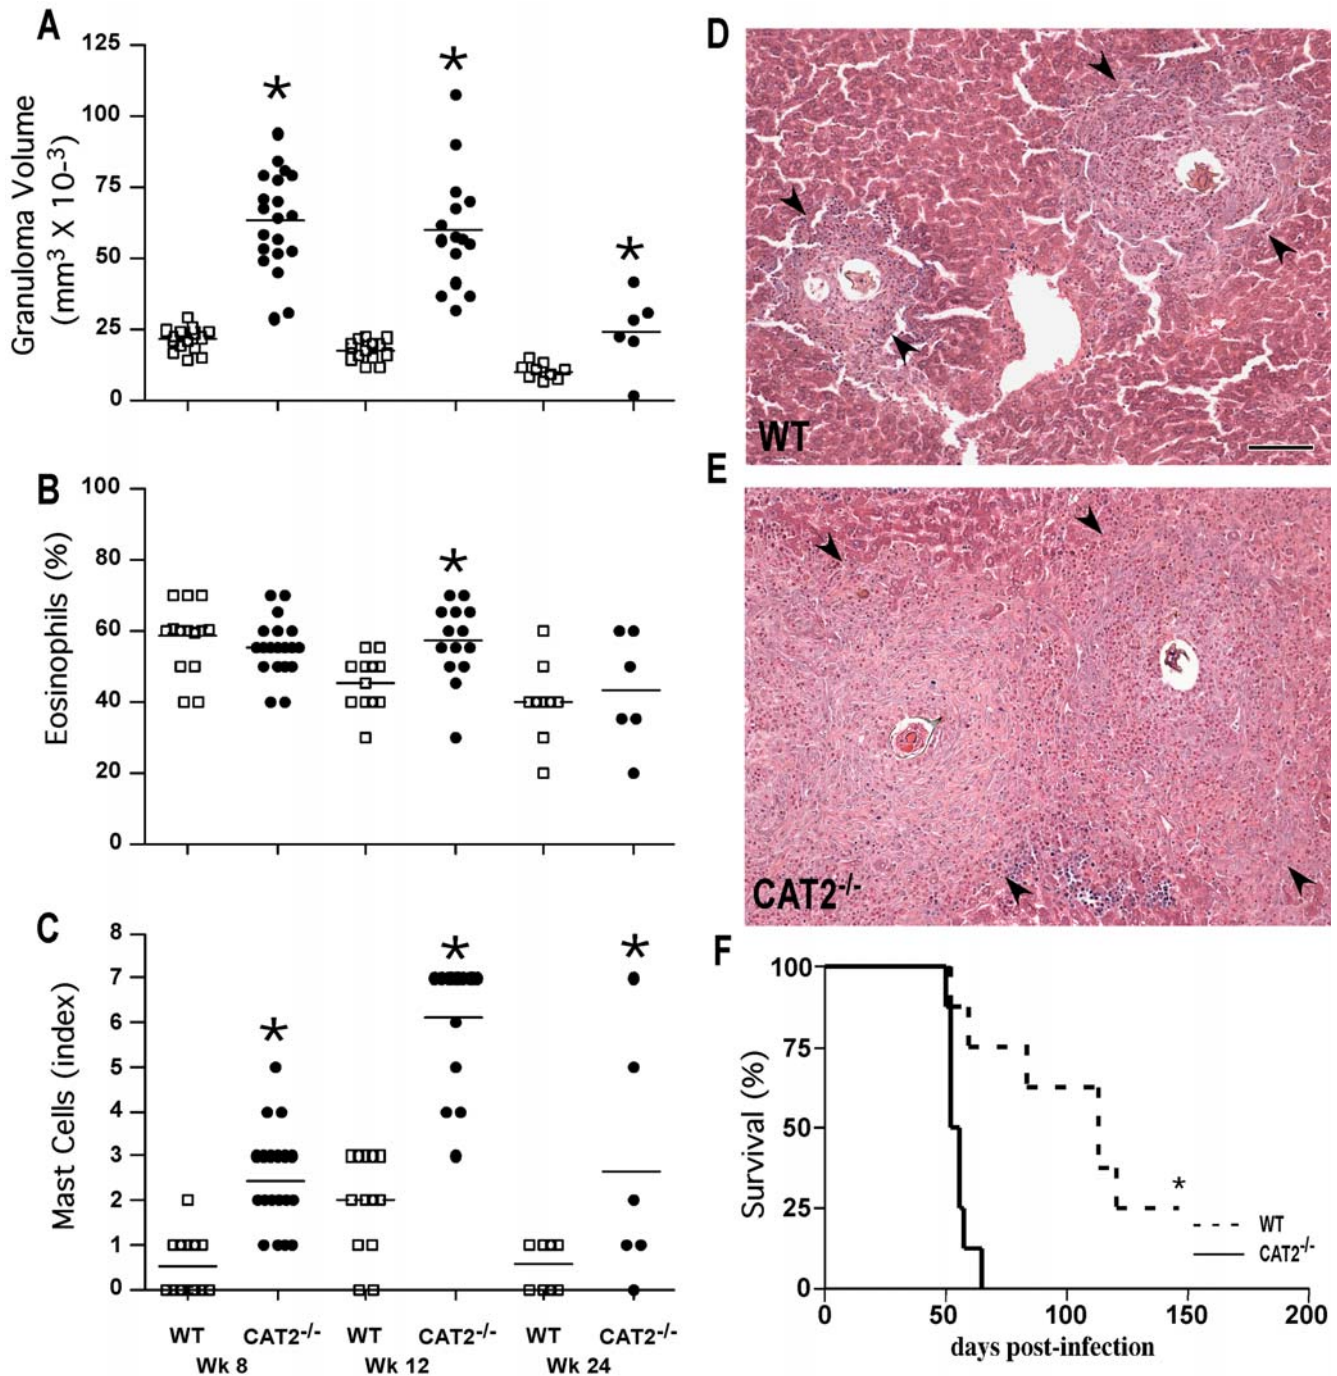 A
125
100
75
50
25
0
Granuloma Volume
(mm³ X 10-³)
*
*
*
B
100
80
60
40
20
0
Eosinophils (%)
*
C
8
7
6
5
4
3
2
1
0
Mast Cells (index)
*
*
*
WT CAT2-/- WT CAT2-/- WT CAT2-/-
Wk 8 Wk 12 Wk 24
D
WT
E
CAT2-/-
F
100
75
50
25
0
Survival (%)
*
WT
CAT2-/-
0 50 100 150 200
days post-infection